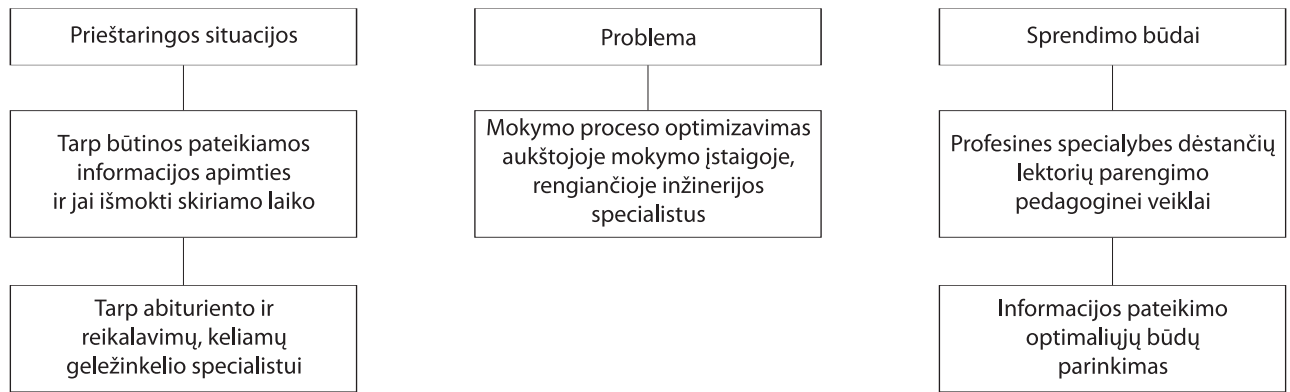 Prieštaringos situacijos
Tarp būtinos pateikiamos
informacijos apimties
ir jai išmokti skiriamo laiko
Tarp abituriento ir
reikalavimų, keliamų
geležinkelio specialistui
Problema
Mokymo proceso optimizavimas
aukštojoje mokymo įstaigoje,
rengiančioje inžinerijos
specialistus
Sprendimo būdai
Profesines specialybes dėstančių
lektorių parengimo
pedagoginei veiklai
Informacijos pateikimo
optimaliųjų būdų
parinkimas